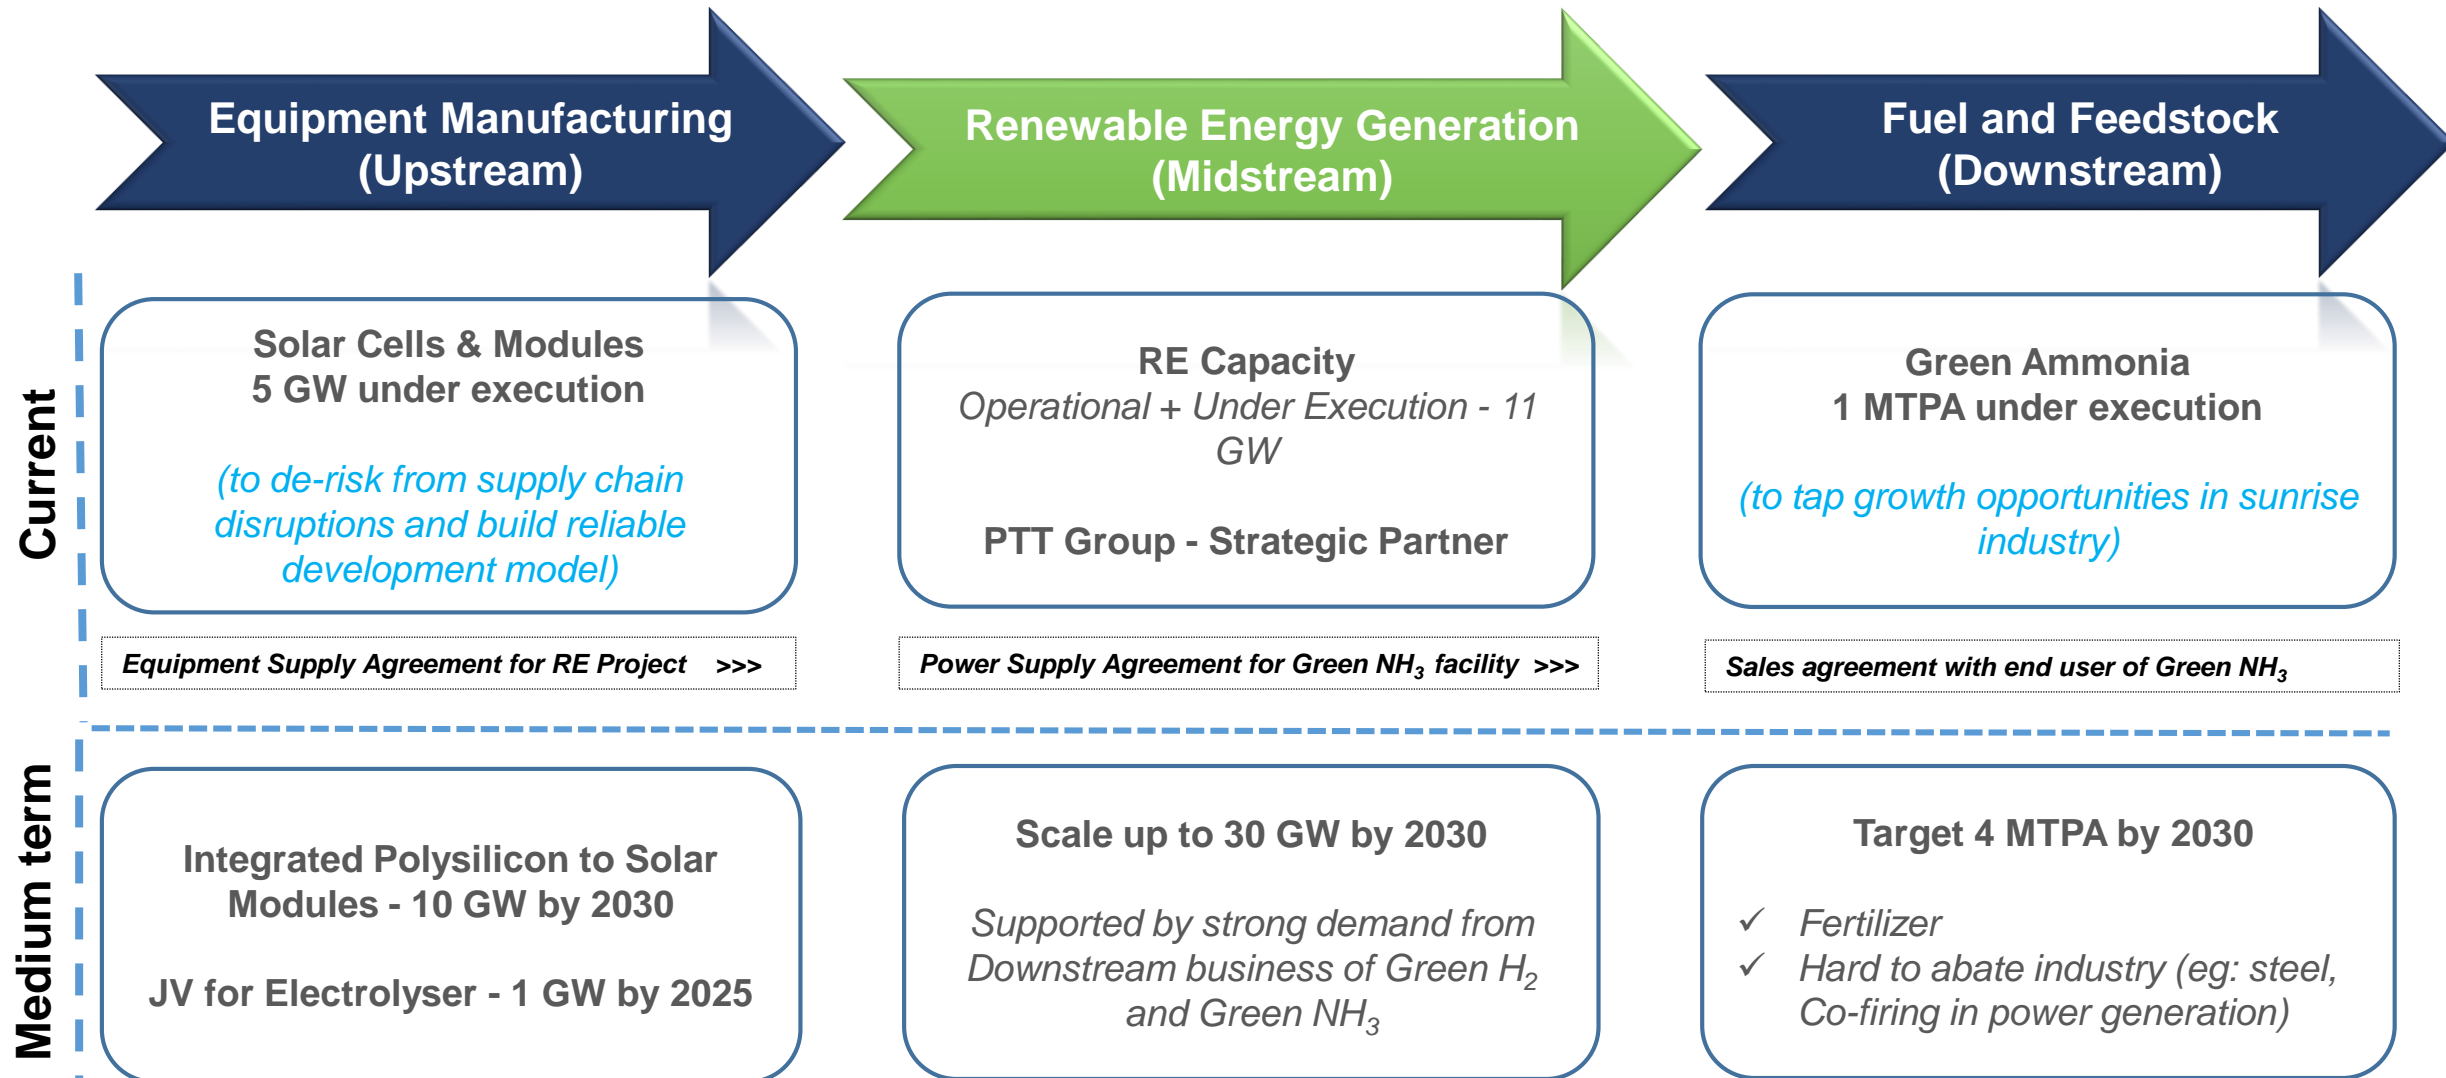 Equipment Manufacturing
(Upstream)
Renewable Energy Generation
(Midstream)
Fuel and Feedstock
(Downstream)
Current
Solar Cells & Modules
5 GW under execution
(to de-risk from supply chain
disruptions and build reliable
development model)
RE Capacity
Operational + Under Execution - 11
GW
PTT Group - Strategic Partner
Green Ammonia
1 MTPA under execution
(to tap growth opportunities in sunrise
industry)
Equipment Supply Agreement for RE Project >>>
Power Supply Agreement for Green NH₃ facility >>>
Sales agreement with end user of Green NH₃
Medium term
Integrated Polysilicon to Solar
Modules - 10 GW by 2030
JV for Electrolyser - 1 GW by 2025
Scale up to 30 GW by 2030
Supported by strong demand from
Downstream business of Green H₂
and Green NH₃
Target 4 MTPA by 2030
✓ Fertilizer
✓ Hard to abate industry (eg: steel,
Co-firing in power generation)